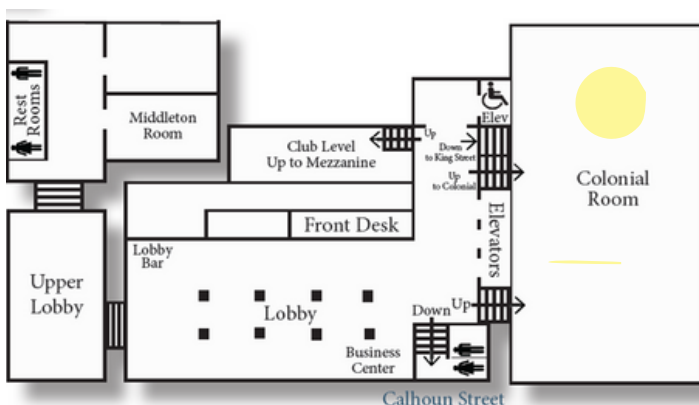 Rest
Rooms
Middleton
Room
Club Level
Up to Mezzanine
Up
Elev
Down
to King Street
Up
to Colonial
Colonial
Room
Front Desk
Elevators
Lobby
Bar
Upper
Lobby
Lobby
Down
Up
Business
Center
Calhoun Street